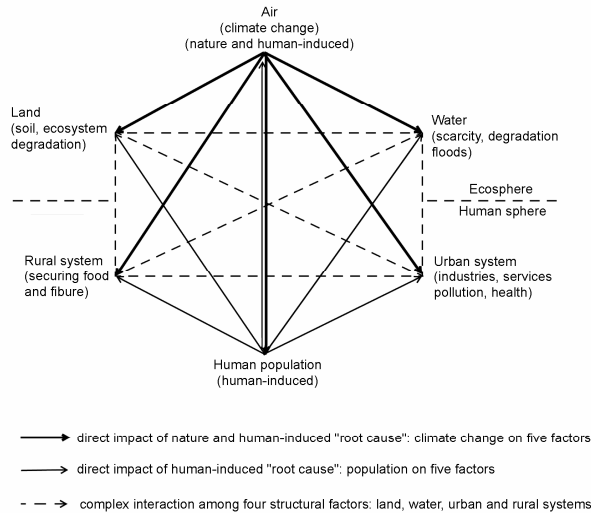 Air
(climate change)
(nature and human-induced)
Land
(soil, ecosystem
degradation)
Water
(scarcity, degradation
floods)
Ecosphere
Human sphere
Rural system
(securing food
and fibure)
Urban system
(industries, services
pollution, health)
Human population
(human-induced)
direct impact of nature and human-induced "root cause": climate change on five factors
direct impact of human-induced "root cause": population on five factors
complex interaction among four structural factors: land, water, urban and rural systems